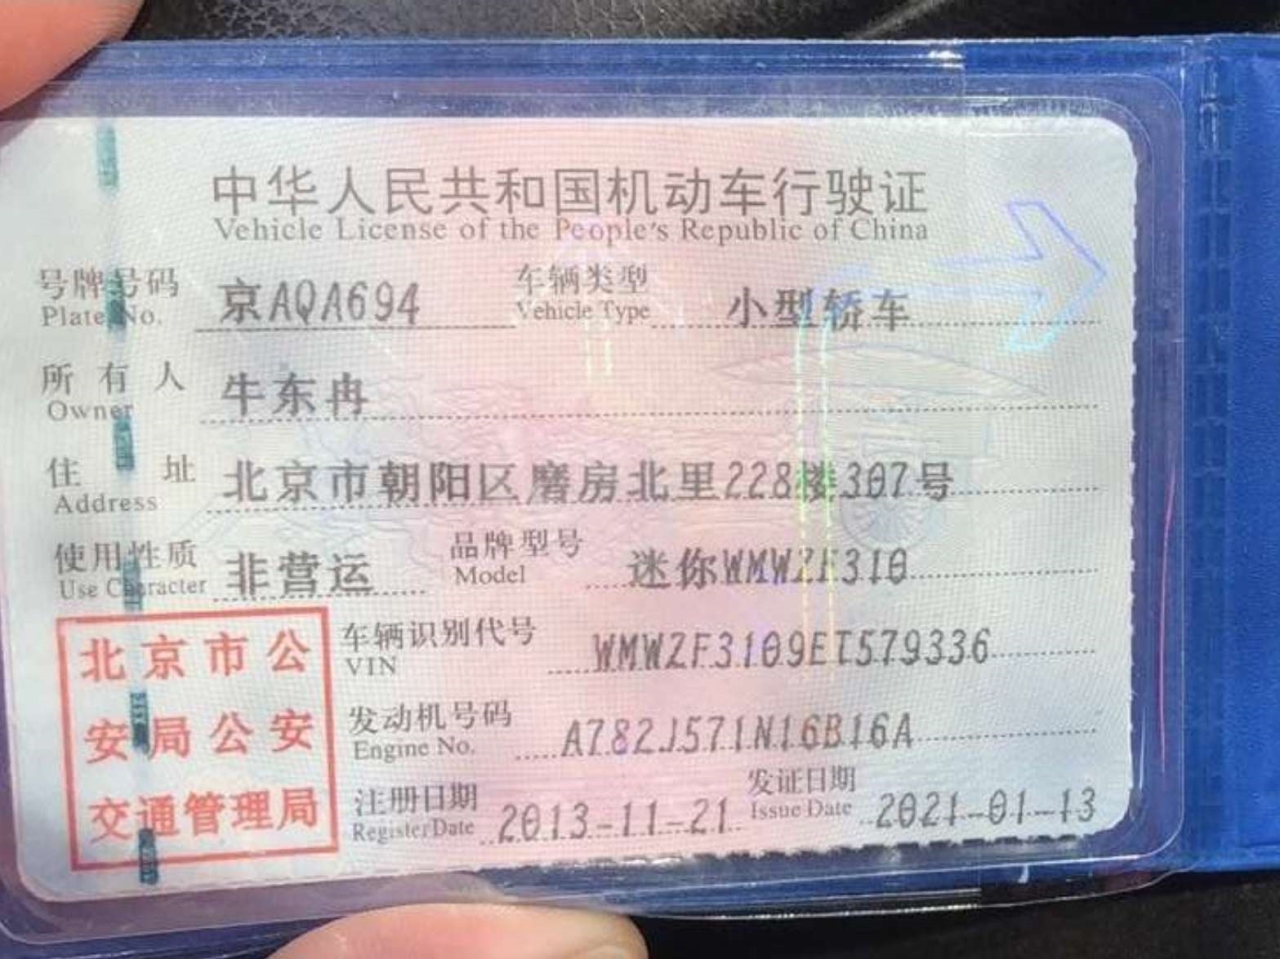 中华人民共和国机动车行驶证
Vehicle License of the People's Republic of China
号牌号码 京AQA694 车辆类型 小型轿车
Plate No. Vehicle Type
所有人 牛东冉
Owner
住址 北京市朝阳区磨房北里228楼307号
Address
使用性质 非营运 品牌型号 迷你WMWZF310
Use Character Model
车辆识别代号 WMWZF3109ET579336
VIN
发动机号码 A782J571N16B16A
Engine No.
注册日期 2013-11-21 发证日期 2021-01-13
Register Date Issue Date
北京市公
安局公安
交通管理局